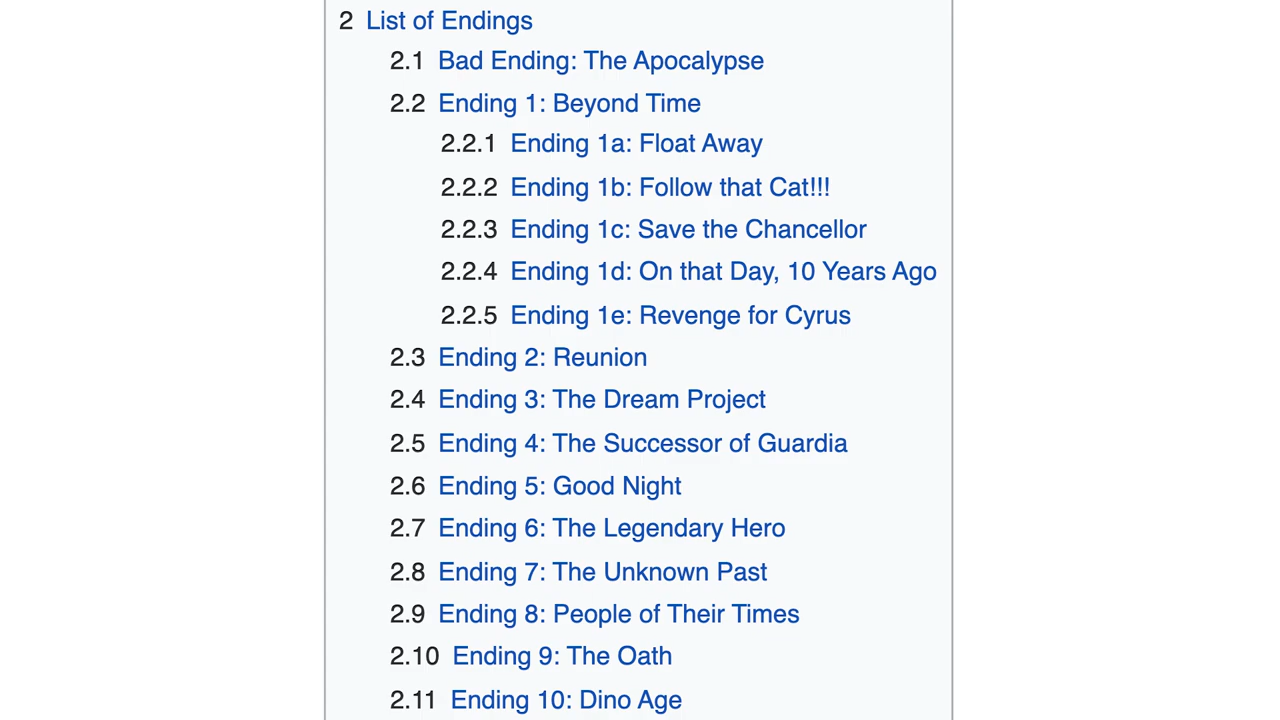 2 List of Endings
2.1 Bad Ending: The Apocalypse
2.2 Ending 1: Beyond Time
2.2.1 Ending 1a: Float Away
2.2.2 Ending 1b: Follow that Cat!!!
2.2.3 Ending 1c: Save the Chancellor
2.2.4 Ending 1d: On that Day, 10 Years Ago
2.2.5 Ending 1e: Revenge for Cyrus
2.3 Ending 2: Reunion
2.4 Ending 3: The Dream Project
2.5 Ending 4: The Successor of Guardia
2.6 Ending 5: Good Night
2.7 Ending 6: The Legendary Hero
2.8 Ending 7: The Unknown Past
2.9 Ending 8: People of Their Times
2.10 Ending 9: The Oath
2.11 Ending 10: Dino Age